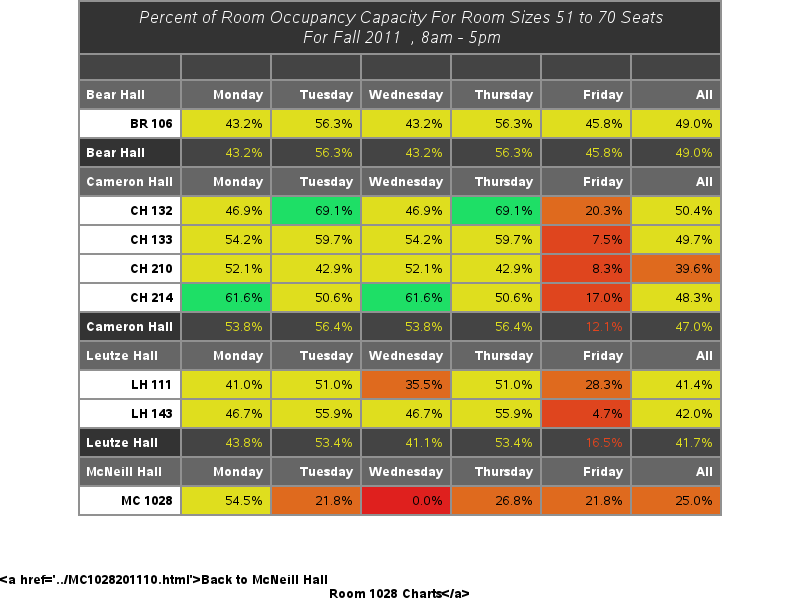 Percent of Room Occupancy Capacity For Room Sizes 51 to 70 Seats
For Fall 2011 , 8am - 5pm
Bear Hall Monday Tuesday Wednesday Thursday Friday All
BR 106 43.2% 56.3% 43.2% 56.3% 45.8% 49.0%
Bear Hall 43.2% 56.3% 43.2% 56.3% 45.8% 49.0%
Cameron Hall Monday Tuesday Wednesday Thursday Friday All
CH 132 46.9% 69.1% 46.9% 69.1% 20.3% 50.4%
CH 133 54.2% 59.7% 54.2% 59.7% 7.5% 49.7%
CH 210 52.1% 42.9% 52.1% 42.9% 8.3% 39.6%
CH 214 61.6% 50.6% 61.6% 50.6% 17.0% 48.3%
Cameron Hall 53.8% 56.4% 53.8% 56.4% 12.1% 47.0%
Leutze Hall Monday Tuesday Wednesday Thursday Friday All
LH 111 41.0% 51.0% 35.5% 51.0% 28.3% 41.4%
LH 143 46.7% 55.9% 46.7% 55.9% 4.7% 42.0%
Leutze Hall 43.8% 53.4% 41.1% 53.4% 16.5% 41.7%
McNeill Hall Monday Tuesday Wednesday Thursday Friday All
MC 1028 54.5% 21.8% 0.0% 26.8% 21.8% 25.0%
<a href='../MC1028201110.html'>Back to McNeill Hall
Room 1028 Charts</a>